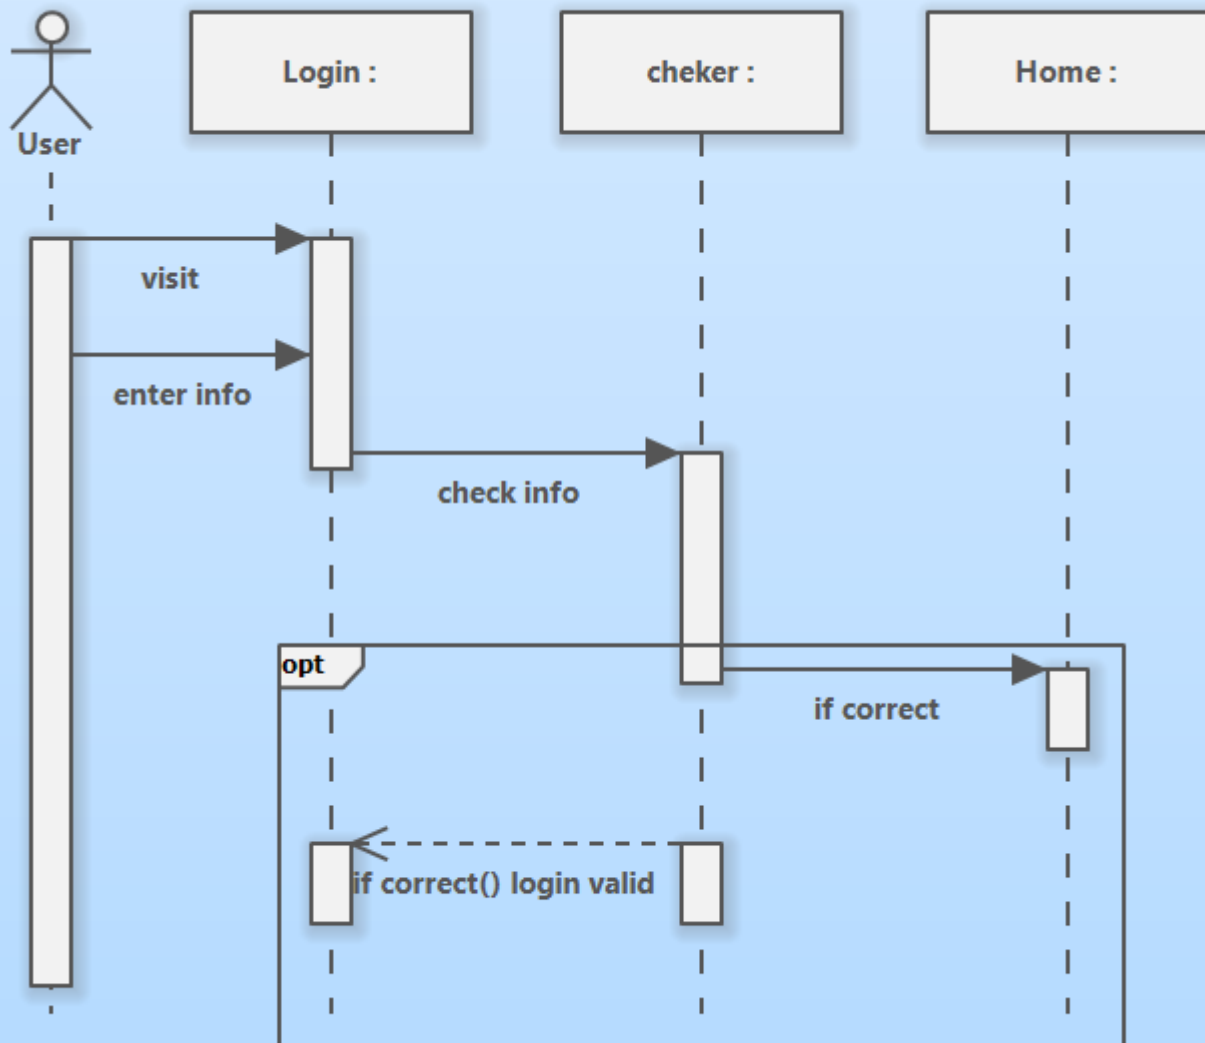 User
Login :
cheker :
Home :
visit
enter info
check info
opt
if correct
if correct() login valid